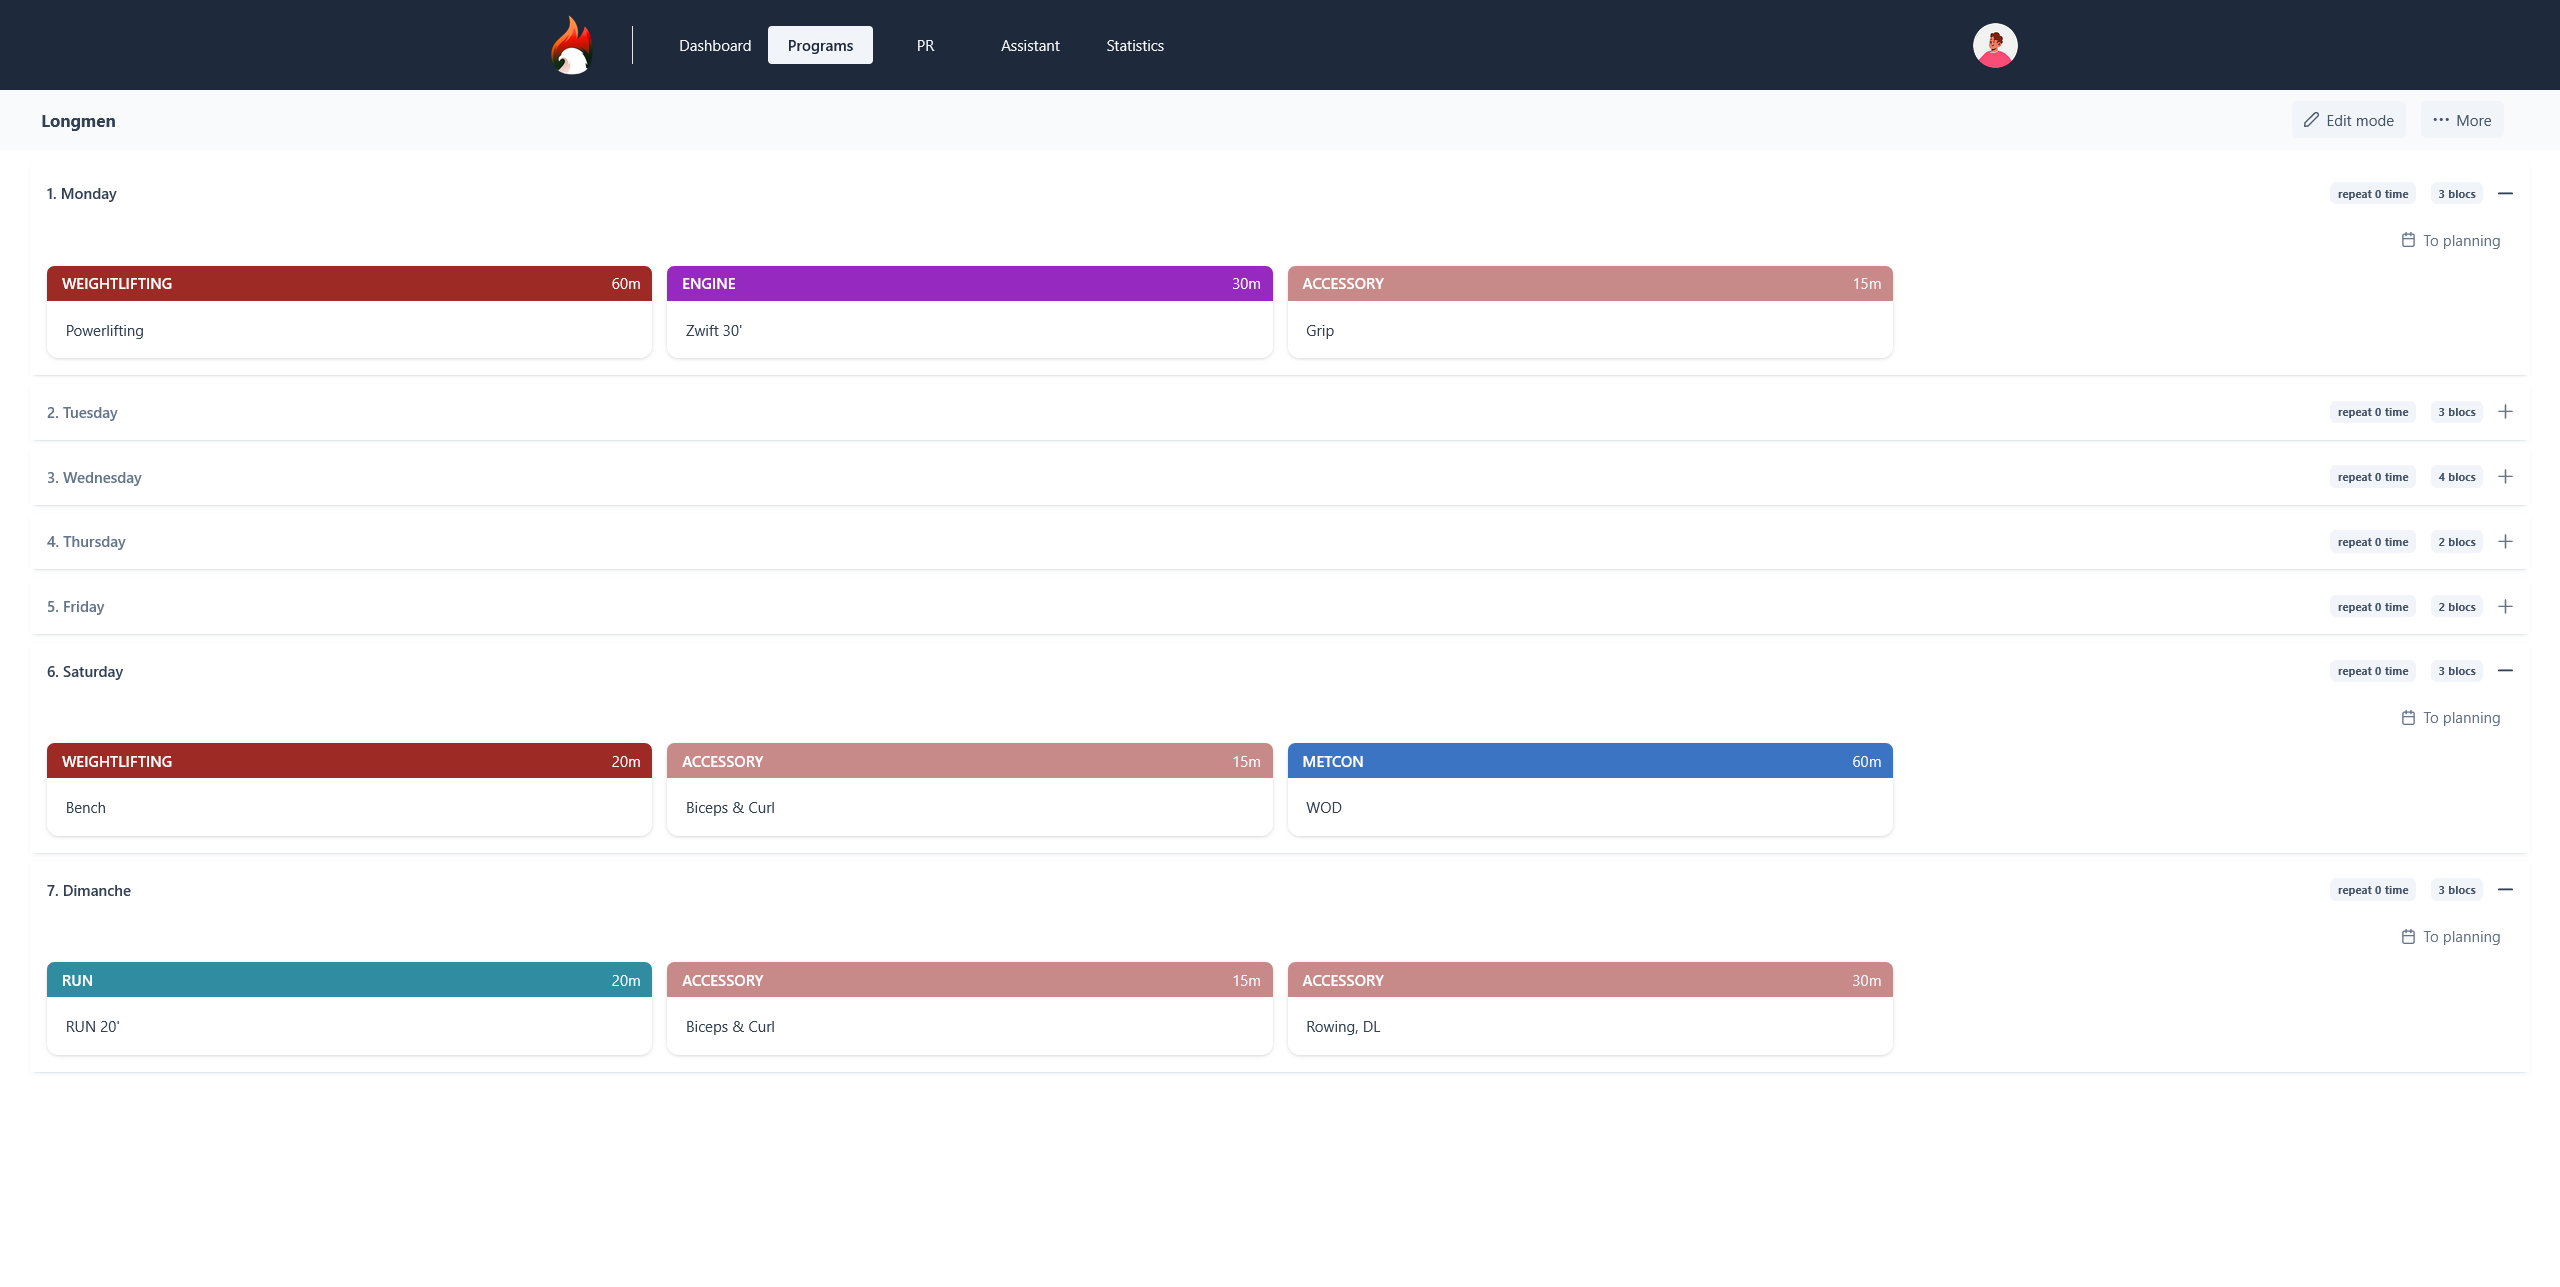 Dashboard Programs PR Assistant Statistics
Longmen Edit mode More
1. Monday repeat 0 time 3 blocs
To planning
WEIGHTLIFTING 60m ENGINE 30m ACCESSORY 15m
Powerlifting Zwift 30' Grip
2. Tuesday repeat 0 time 3 blocs
3. Wednesday repeat 0 time 4 blocs
4. Thursday repeat 0 time 2 blocs
5. Friday repeat 0 time 2 blocs
6. Saturday repeat 0 time 3 blocs
To planning
WEIGHTLIFTING 20m ACCESSORY 15m METCON 60m
Bench Biceps & Curl WOD
7. Dimanche repeat 0 time 3 blocs
To planning
RUN 20m ACCESSORY 15m ACCESSORY 30m
RUN 20' Biceps & Curl Rowing, DL